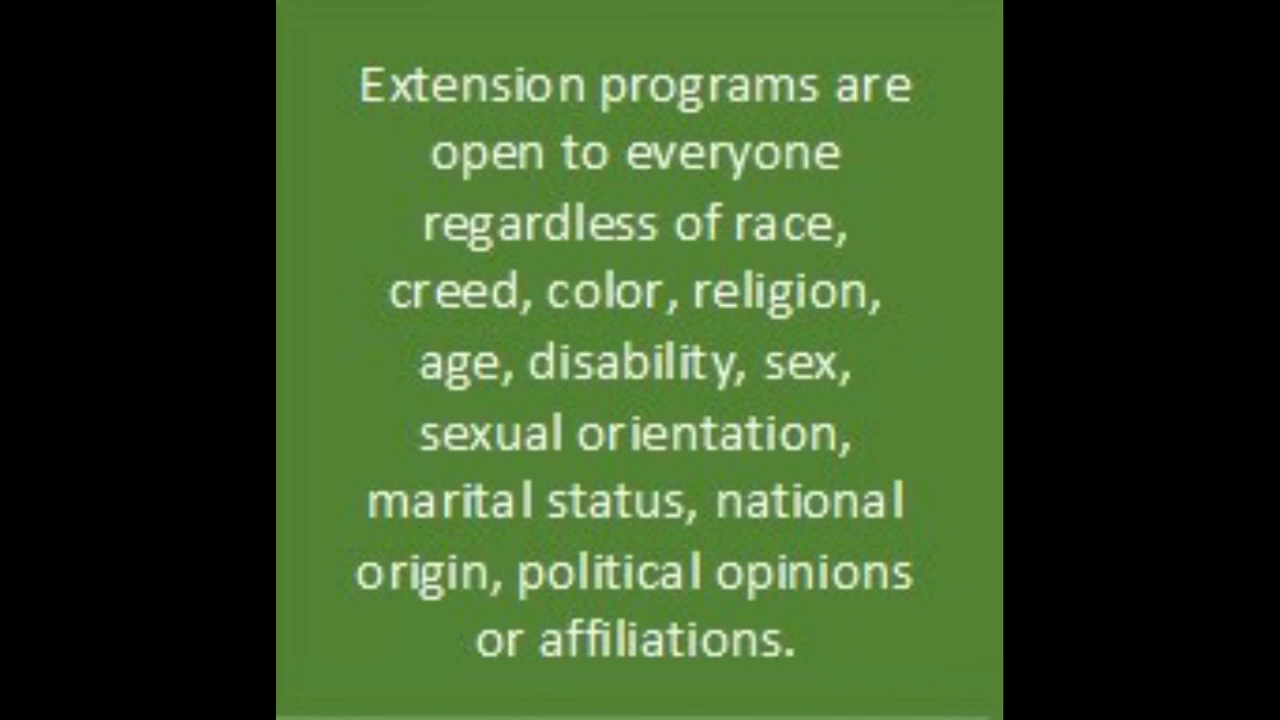 Extension programs are
open to everyone
regardless of race,
creed, color, religion,
age, disability, sex,
sexual orientation,
marital status, national
origin, political opinions
or affiliations.